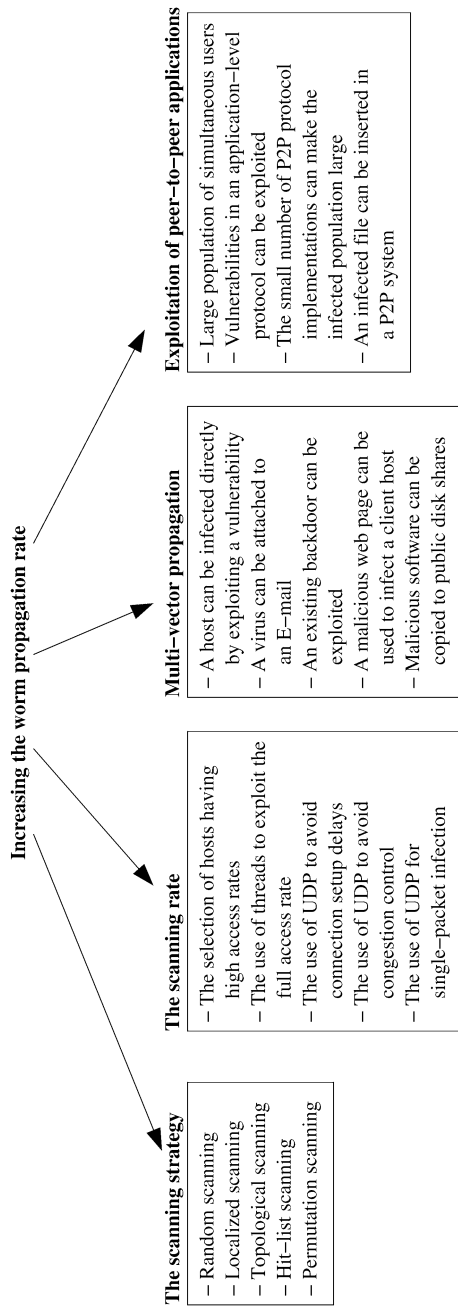 Increasing the worm propagation rate
The scanning strategy
− Random scanning
− Localized scanning
− Topological scanning
− Hit−list scanning
− Permutation scanning
The scanning rate
− The selection of hosts having
high access rates
− The use of threads to exploit the
full access rate
− The use of UDP to avoid
connection setup delays
− The use of UDP to avoid
congestion control
− The use of UDP for
single−packet infection
Multi−vector propagation
− A host can be infected directly
by exploiting a vulnerability
− A virus can be attached to
an E−mail
− An existing backdoor can be
exploited
− A malicious web page can be
used to infect a client host
− Malicious software can be
copied to public disk shares
Exploitation of peer−to−peer applications
− Large population of simultaneous users
− Vulnerabilities in an application−level
protocol can be exploited
− The small number of P2P protocol
implementations can make the
infected population large
− An infected file can be inserted in
a P2P system